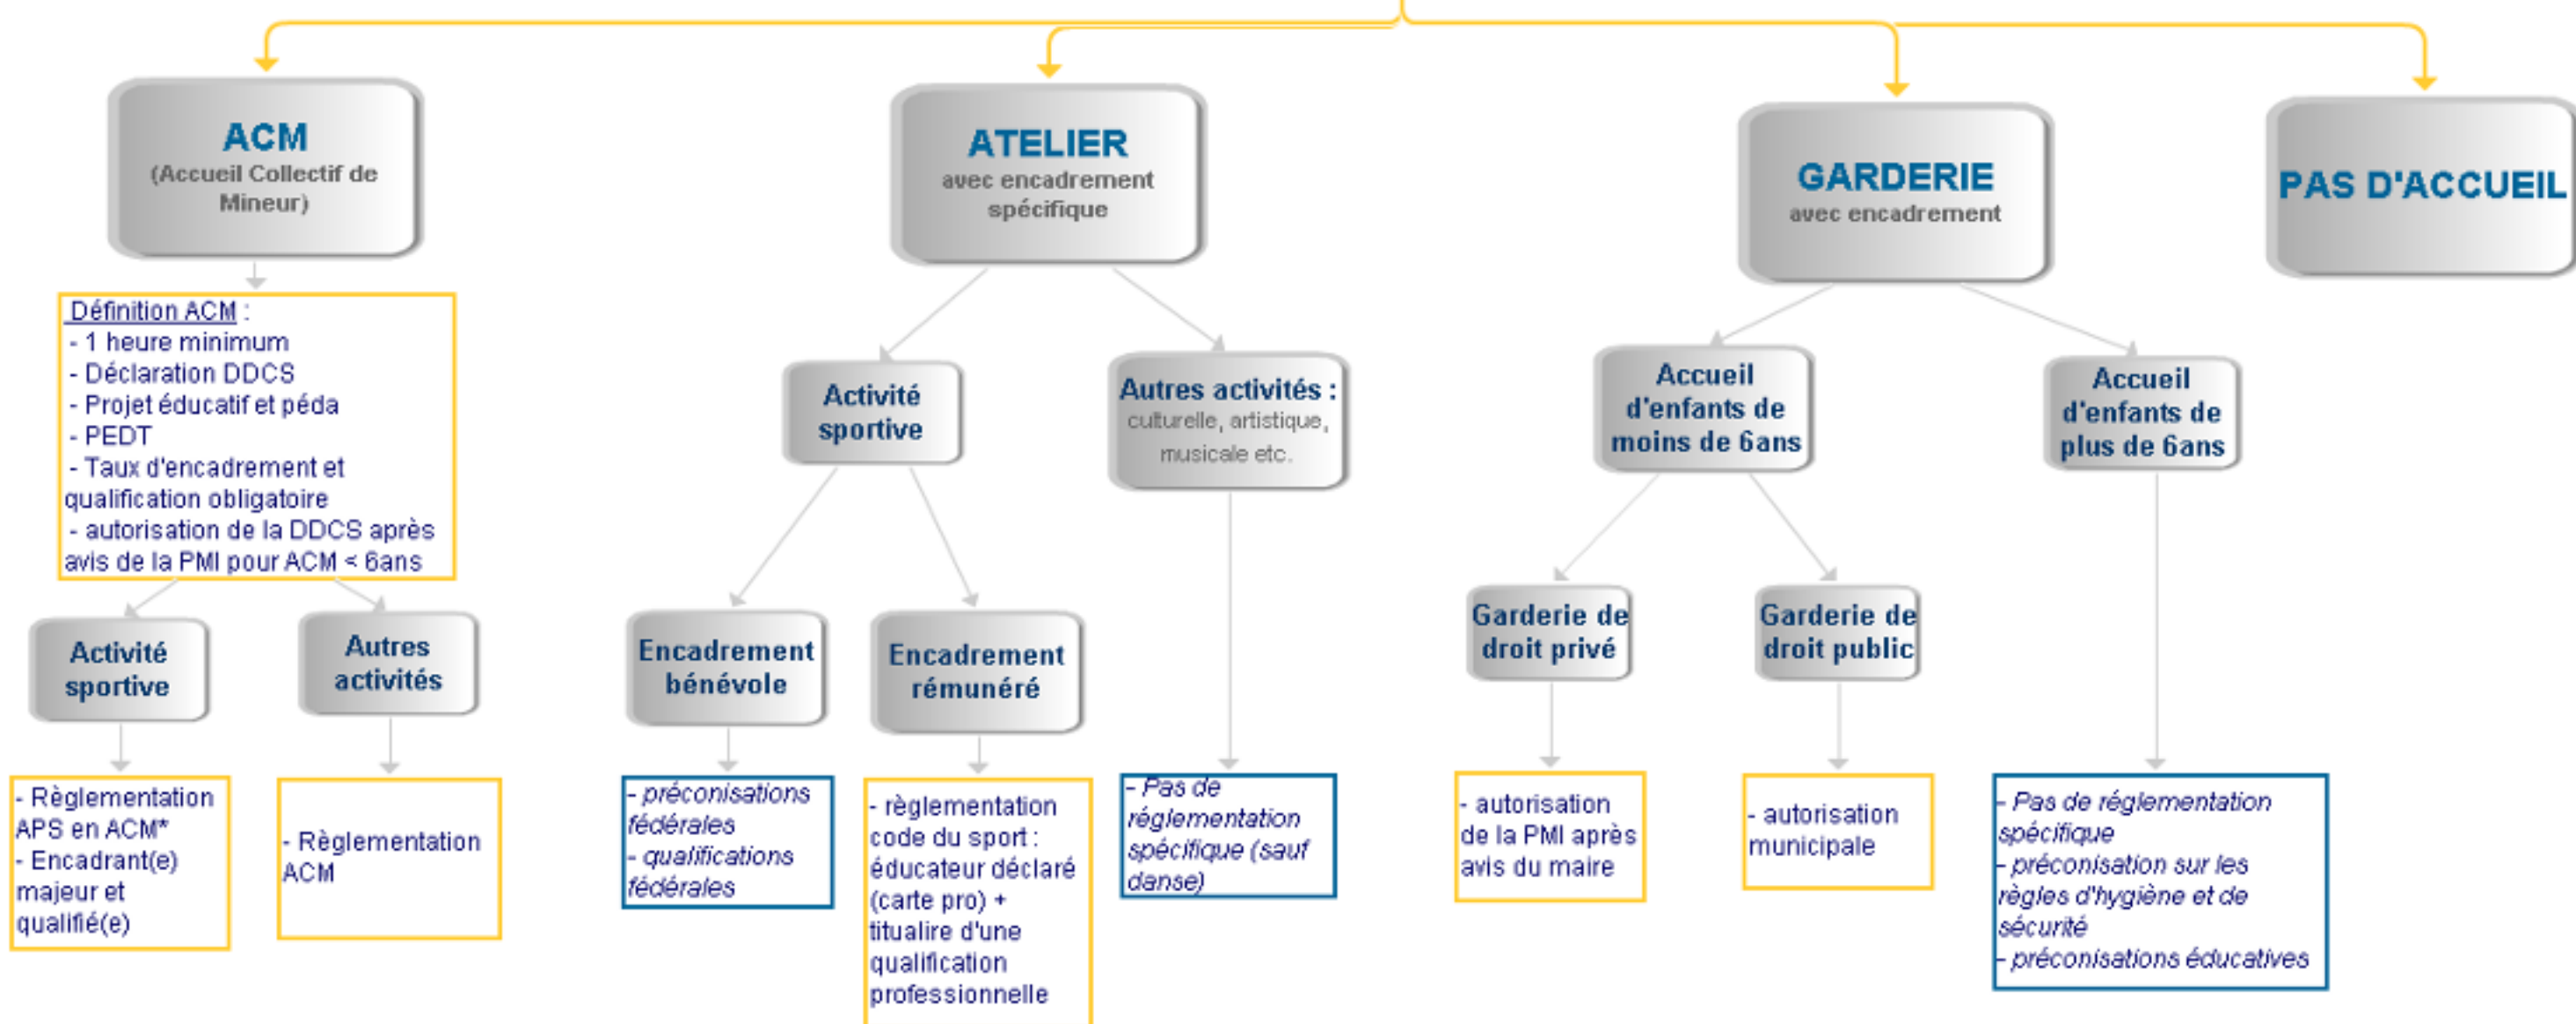 ACM
(Accueil Collectif de
Mineur)
Définition ACM :
- 1 heure minimum
- Déclaration DDCS
- Projet éducatif et péda
- PEDT
- Taux d'encadrement et
qualification obligatoire
- autorisation de la DDCS après
avis de la PMI pour ACM < 6ans
Activité
sportive
- Règlementation
APS en ACM*
- Encadrant(e)
majeur et
qualifié(e)
Autres
activités
- Règlementation
ACM
ATELIER
avec encadrement
spécifique
Activité
sportive
Encadrement
bénévole
- préconisations
fédérales
- qualifications
fédérales
Encadrement
rémunéré
- règlementation
code du sport :
éducateur déclaré
(carte pro) +
titualire d'une
qualification
professionnelle
Autres activités :
culturelle, artistique,
musicale etc.
- Pas de
réglementation
spécifique (sauf
danse)
GARDERIE
avec encadrement
Accueil
d'enfants de
moins de 6ans
Garderie de
droit privé
- autorisation
de la PMI après
avis du maire
Garderie de
droit public
- autorisation
municipale
Accueil
d'enfants de
plus de 6ans
- Pas de réglementation
spécifique
- préconisation sur les
règles d'hygiène et de
sécurité
- préconisations éducatives
PAS D'ACCUEIL